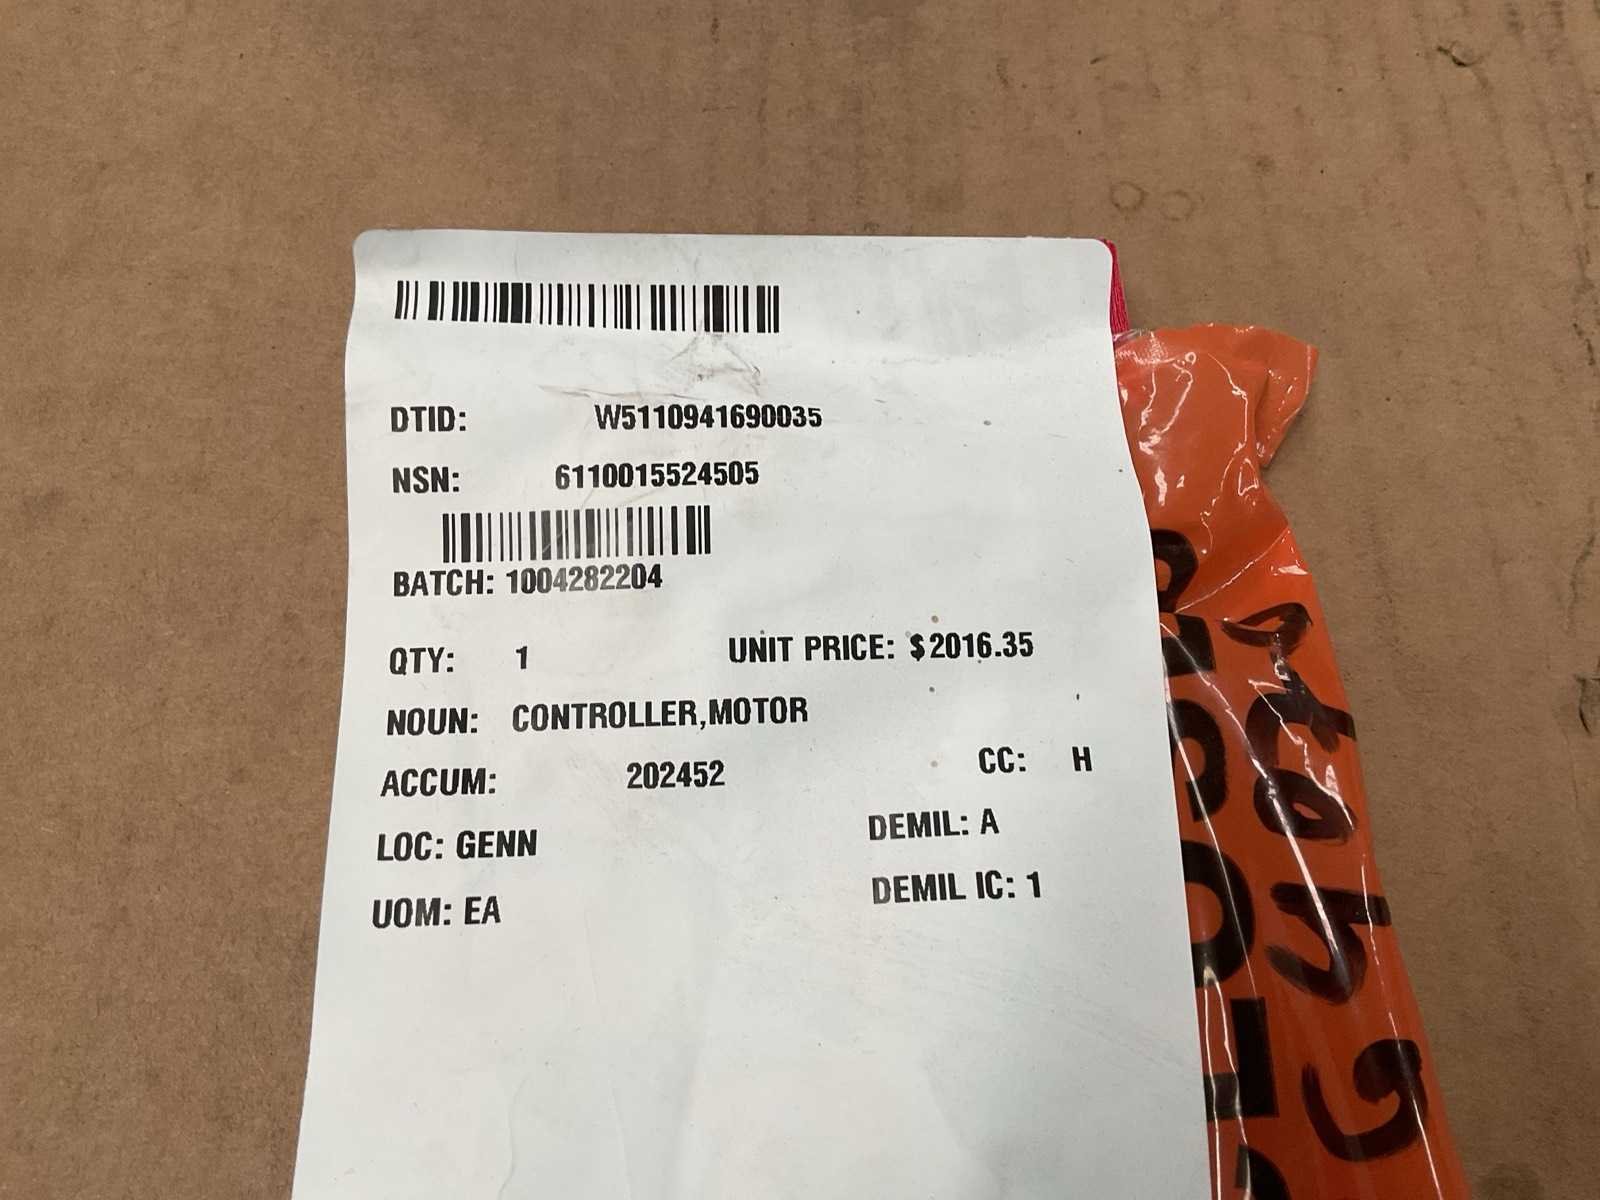 DTID: W5110941690035
NSN: 6110015524505
BATCH: 1004282204
QTY: 1 UNIT PRICE: $2016.35
NOUN: CONTROLLER,MOTOR
ACCUM: 202452 CC: H
LOC: GENN DEMIL: A
UOM: EA DEMIL IC: 1